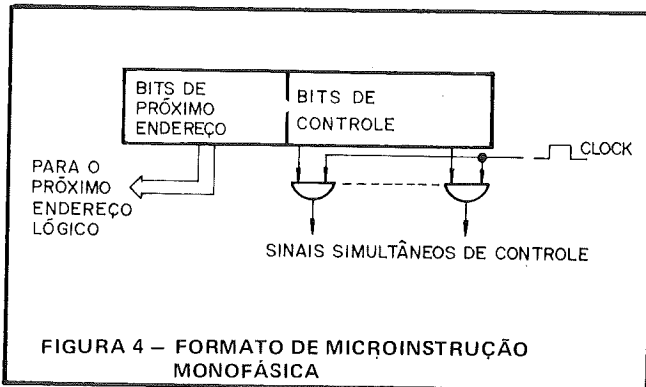 BITS DE
PRÓXIMO
ENDEREÇO
BITS DE
CONTROLE
CLOCK
PARA O
PRÓXIMO
ENDEREÇO
LÓGICO
SINAIS SIMULTÂNEOS DE CONTROLE
FIGURA 4 — FORMATO DE MICROINSTRUÇÃO
MONOFÁSICA